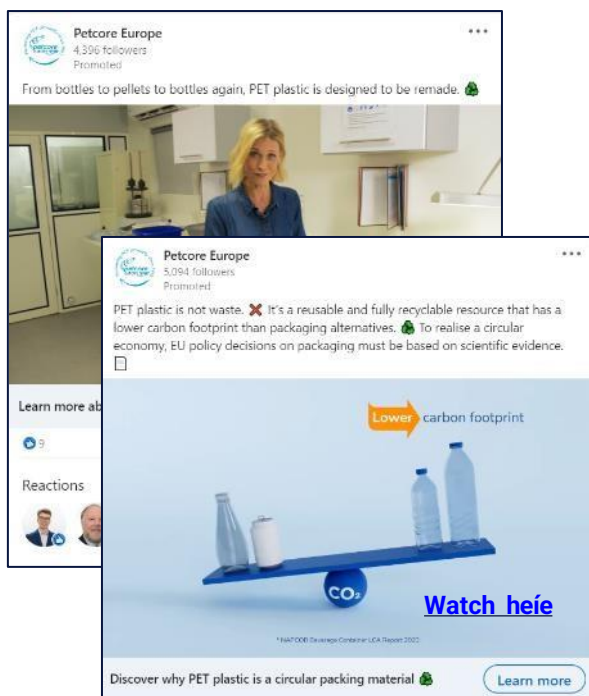 Petcore Europe
4,396 followers
Promoted
From bottles to pellets to bottles again, PET plastic is designed to be remade.
Learn more ab
9
Reactions
Petcore Europe
5,094 followers
Promoted
PET plastic is not waste. ❌ It's a reusable and fully recyclable resource that has a
lower carbon footprint than packaging alternatives. To realise a circular
economy, EU policy decisions on packaging must be based on scientific evidence.
Lower carbon footprint
CO₂
Watch heíe
Beverage Container LCA Report
Discover why PET plastic is a circular packing material
Learn more